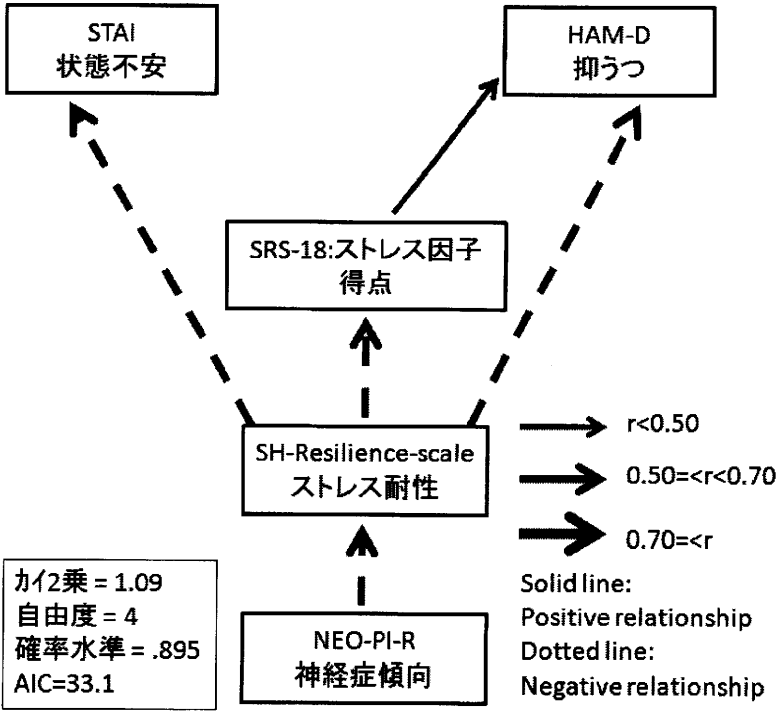 STAI
状態不安
HAM-D
抑うつ
SRS-18:ストレス因子
得点
SH-Resilience-scale
ストレス耐性
NEO-PI-R
神経症傾向
r<0.50
0.50=<r<0.70
0.70=<r
Solid line:
Positive relationship
Dotted line:
Negative relationship
カイ2乗 = 1.09
自由度 = 4
確率水準 = .895
AIC=33.1